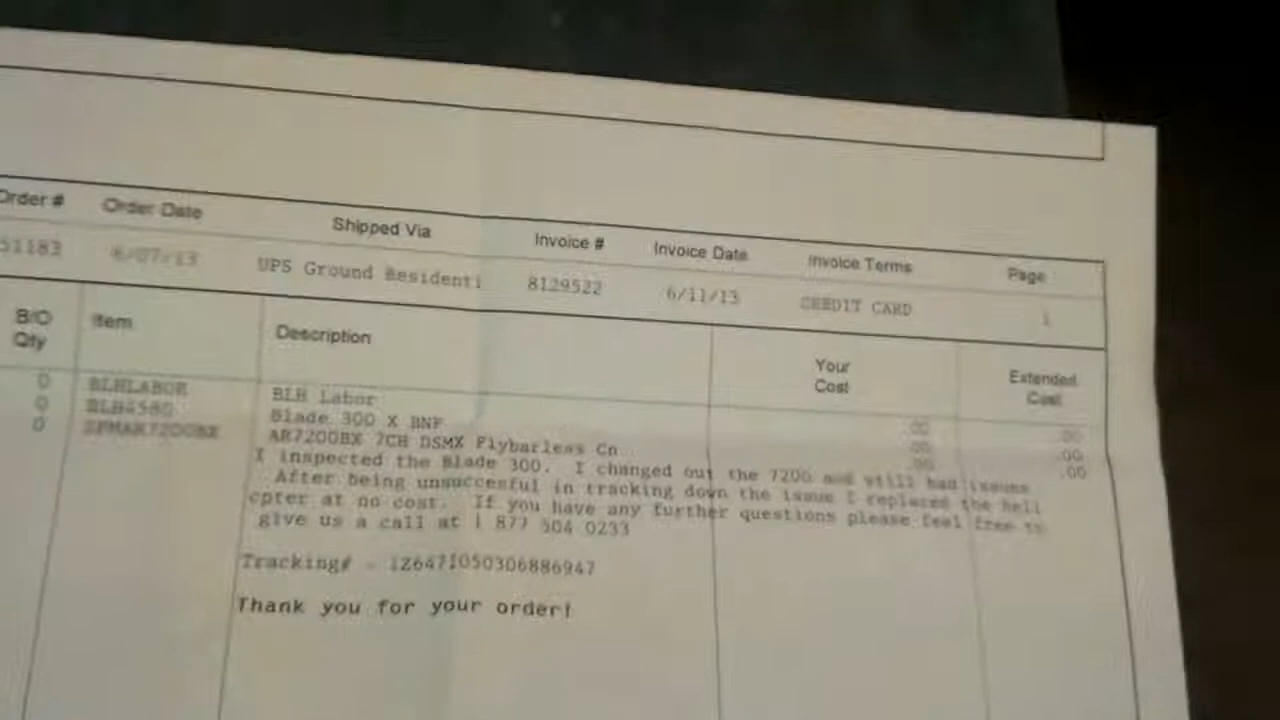 Order # Order Date Shipped Via Invoice # Invoice Date Invoice Terms Page
51183 6/07/13 UPS Ground Residenti 8129522 6/11/13 CREDIT CARD 1
B/O Qty Item Description Your Cost Extended Cost
0 BLHLABOR BLH Labor .00 .00
0 BLH4580 Blade 300 X BNF .00 .00
0 SPMAR7200BX AR7200BX 7CH DSMX Flybarless Cn .00 .00
I inspected the Blade 300. I changed out the 7200 and still had issues
After being unsuccesful in tracking down the issue I replaced the heli
cpter at no cost. If you have any further questions please feel free to
give us a call at 1 877 504 0233
Tracking# - 1Z6471050306886947
Thank you for your order!